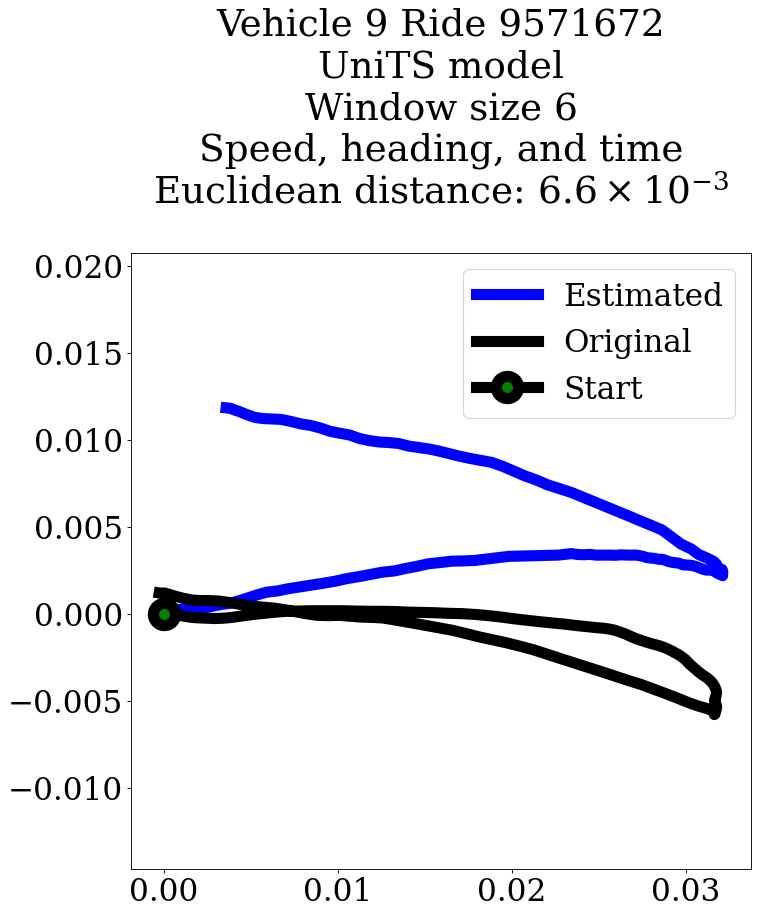 Vehicle 9 Ride 9571672
UniTS model
Window size 6
Speed, heading, and time
Euclidean distance: 6.6 × 10⁻³
Estimated
Original
Start
0.020
0.015
0.010
0.005
0.000
−0.005
−0.010
0.00 0.01 0.02 0.03